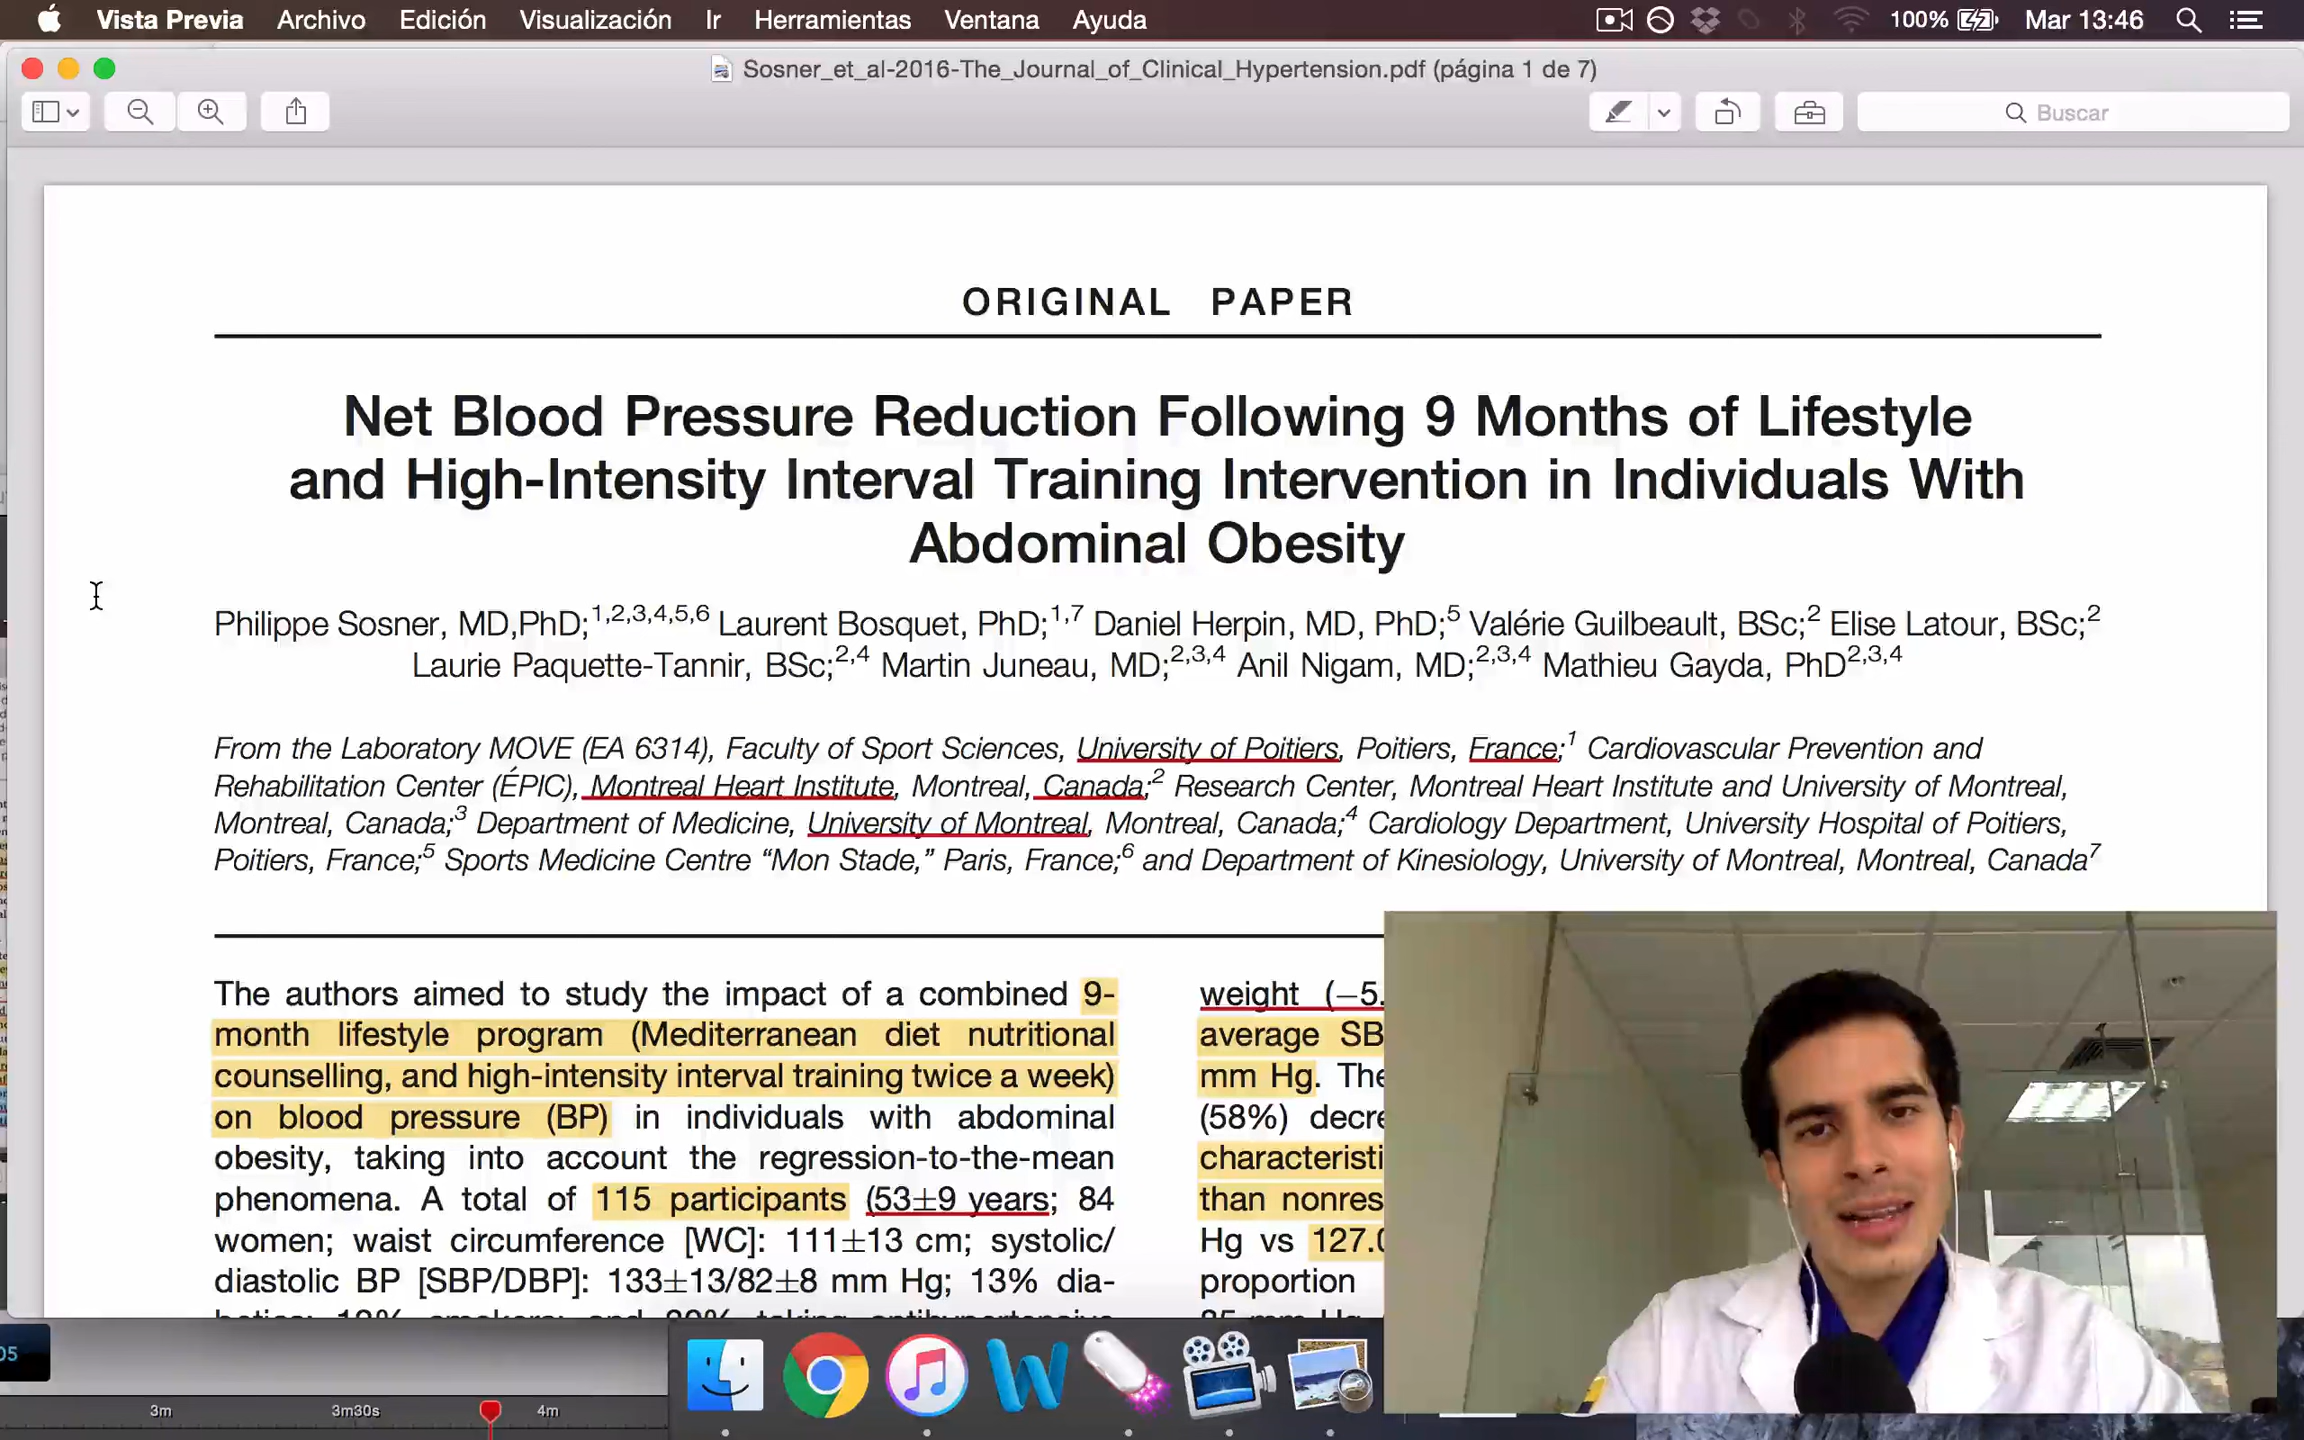 Vista Previa Archivo Edición Visualización Ir Herramientas Ventana Ayuda 100% Mar 13:46
Sosner_et_al-2016-The_Journal_of_Clinical_Hypertension.pdf (página 1 de 7)
Buscar
ORIGINAL PAPER
Net Blood Pressure Reduction Following 9 Months of Lifestyle
and High-Intensity Interval Training Intervention in Individuals With
Abdominal Obesity
Philippe Sosner, MD,PhD;1,2,3,4,5,6 Laurent Bosquet, PhD;1,7 Daniel Herpin, MD, PhD;5 Valérie Guilbeault, BSc;2 Elise Latour, BSc;2
Laurie Paquette-Tannir, BSc;2,4 Martin Juneau, MD;2,3,4 Anil Nigam, MD;2,3,4 Mathieu Gayda, PhD2,3,4
From the Laboratory MOVE (EA 6314), Faculty of Sport Sciences, University of Poitiers, Poitiers, France;1 Cardiovascular Prevention and
Rehabilitation Center (ÉPIC), Montreal Heart Institute, Montreal, Canada;2 Research Center, Montreal Heart Institute and University of Montreal,
Montreal, Canada;3 Department of Medicine, University of Montreal, Montreal, Canada;4 Cardiology Department, University Hospital of Poitiers,
Poitiers, France;5 Sports Medicine Centre “Mon Stade,” Paris, France;6 and Department of Kinesiology, University of Montreal, Montreal, Canada7
The authors aimed to study the impact of a combined 9-
month lifestyle program (Mediterranean diet nutritional
counselling, and high-intensity interval training twice a week)
on blood pressure (BP) in individuals with abdominal
obesity, taking into account the regression-to-the-mean
phenomena. A total of 115 participants (53±9 years; 84
women; waist circumference [WC]: 111±13 cm; systolic/
diastolic BP [SBP/DBP]: 133±13/82±8 mm Hg; 13% dia-
weight (−5.
average SB
mm Hg. The
(58%) decre
characteristi
than nonres
Hg vs 127.0
proportion
05
3m 3m30s 4m